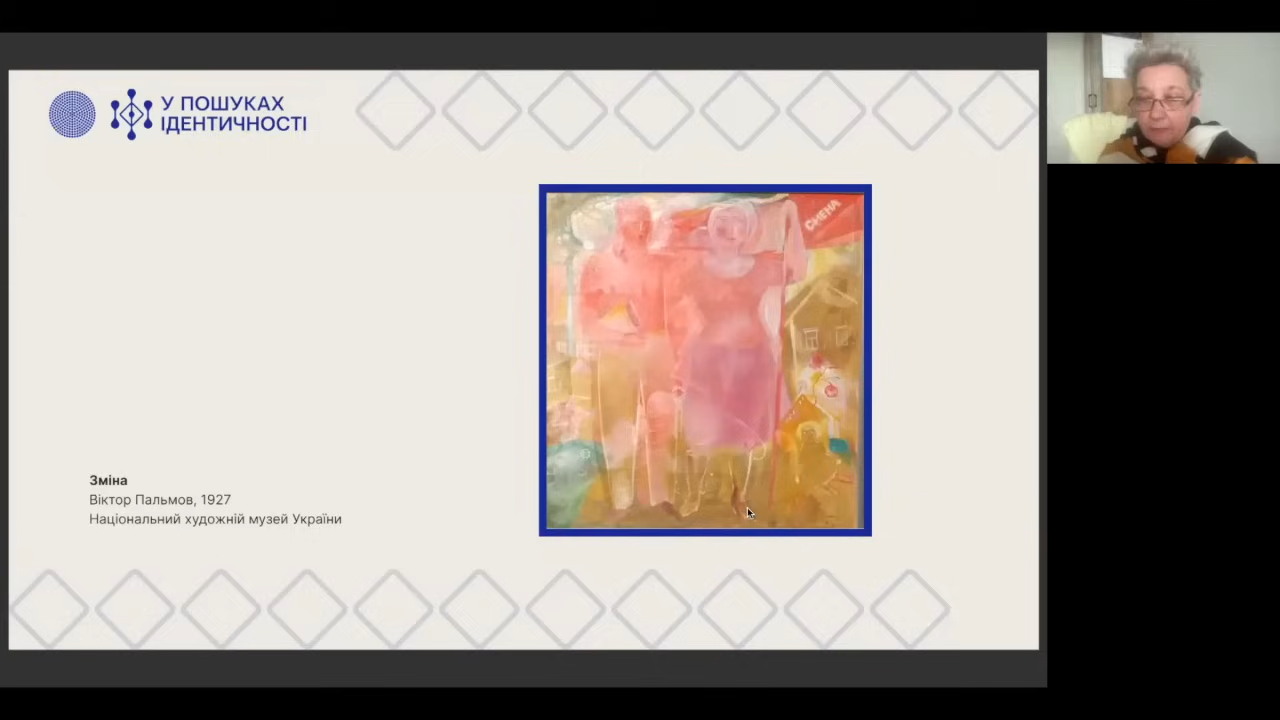 У ПОШУКАХ
ІДЕНТИЧНОСТІ
СМЕНА
Зміна
Віктор Пальмов, 1927
Національний художній музей України